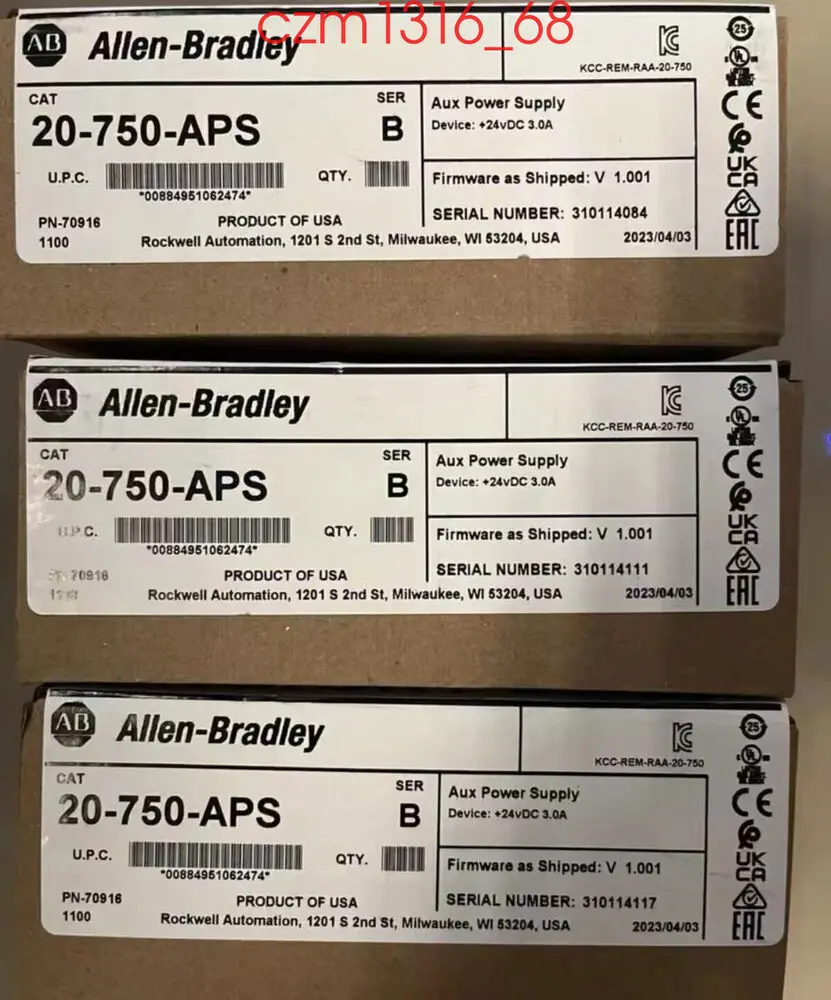 czm1316_68
AB Allen-Bradley
KCC-REM-RAA-20-750
25
CAT
20-750-APS
SER
B
Aux Power Supply
Device: +24vDC 3.0A
U.P.C.
*00884951062474*
QTY.
Firmware as Shipped: V 1.001
SERIAL NUMBER: 310114084
PN-70916
1100
PRODUCT OF USA
Rockwell Automation, 1201 S 2nd St, Milwaukee, WI 53204, USA
2023/04/03
UL
CE
UK
CA
EAC
AB Allen-Bradley
KCC-REM-RAA-20-750
25
CAT
20-750-APS
SER
B
Aux Power Supply
Device: +24vDC 3.0A
U.P.C.
*00884951062474*
QTY.
Firmware as Shipped: V 1.001
SERIAL NUMBER: 310114111
70916
PRODUCT OF USA
Rockwell Automation, 1201 S 2nd St, Milwaukee, WI 53204, USA
2023/04/03
UL
CE
UK
CA
EAC
AB Allen-Bradley
KCC-REM-RAA-20-750
25
CAT
20-750-APS
SER
B
Aux Power Supply
Device: +24vDC 3.0A
U.P.C.
*00884951062474*
QTY.
Firmware as Shipped: V 1.001
SERIAL NUMBER: 310114117
PN-70916
1100
PRODUCT OF USA
Rockwell Automation, 1201 S 2nd St, Milwaukee, WI 53204, USA
2023/04/03
UL
CE
UK
CA
EAC